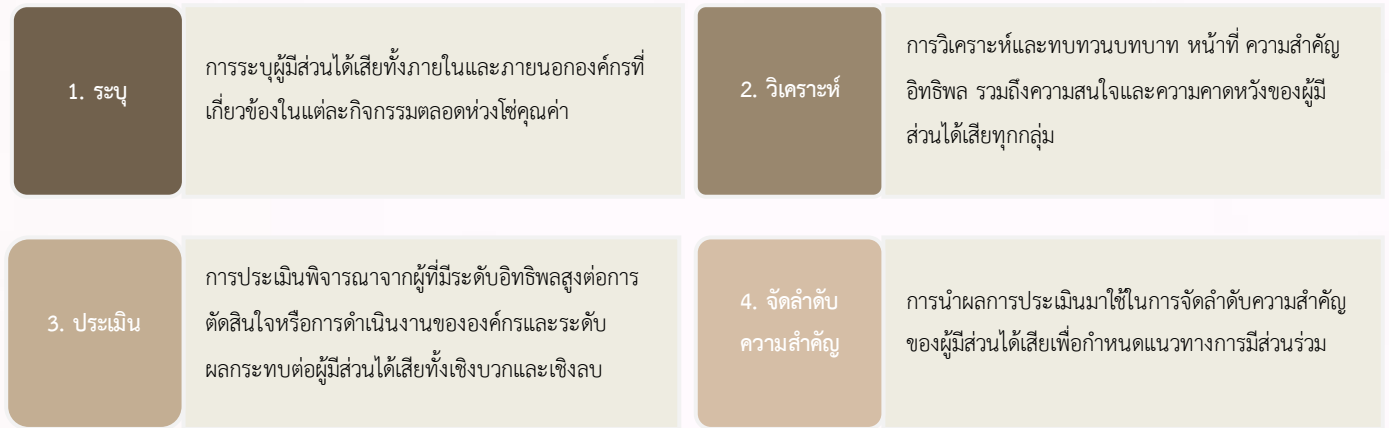 1. ระบุ
การระบุผู้มีส่วนได้เสียทั้งภายในและภายนอกองค์กรที่
เกี่ยวข้องในแต่ละกิจกรรมตลอดห่วงโซ่คุณค่า
2. วิเคราะห์
การวิเคราะห์และทบทวนบทบาท หน้าที่ ความสำคัญ
อิทธิพล รวมถึงความสนใจและความคาดหวังของผู้มี
ส่วนได้เสียทุกกลุ่ม
3. ประเมิน
การประเมินพิจารณาจากผู้ที่มีระดับอิทธิพลสูงต่อการ
ตัดสินใจหรือการดำเนินงานขององค์กรและระดับ
ผลกระทบต่อผู้มีส่วนได้เสียทั้งเชิงบวกและเชิงลบ
4. จัดลำดับ
ความสำคัญ
การนำผลการประเมินมาใช้ในการจัดลำดับความสำคัญ
ของผู้มีส่วนได้เสียเพื่อกำหนดแนวทางการมีส่วนร่วม